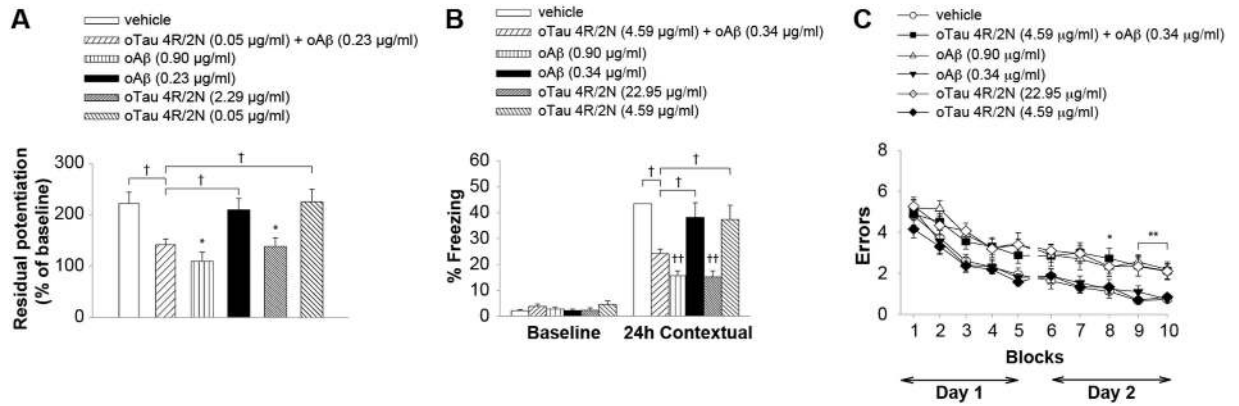 A
vehicle
oTau 4R/2N (0.05 µg/ml) + oAβ (0.23 µg/ml)
oAβ (0.90 µg/ml)
oAβ (0.23 µg/ml)
oTau 4R/2N (2.29 µg/ml)
oTau 4R/2N (0.05 µg/ml)
Residual potentiation
(% of baseline)
300
200
100
0
†
†
†
*
*
B
vehicle
oTau 4R/2N (4.59 µg/ml) + oAβ (0.34 µg/ml)
oAβ (0.90 µg/ml)
oAβ (0.34 µg/ml)
oTau 4R/2N (22.95 µg/ml)
oTau 4R/2N (4.59 µg/ml)
% Freezing
60
50
40
30
20
10
0
†
†
†
††
††
Baseline 24h Contextual
C
vehicle
oTau 4R/2N (4.59 µg/ml) + oAβ (0.34 µg/ml)
oAβ (0.90 µg/ml)
oAβ (0.34 µg/ml)
oTau 4R/2N (22.95 µg/ml)
oTau 4R/2N (4.59 µg/ml)
Errors
8
6
4
2
0
*
**
1 2 3 4 5 6 7 8 9 10
Blocks
Day 1 Day 2